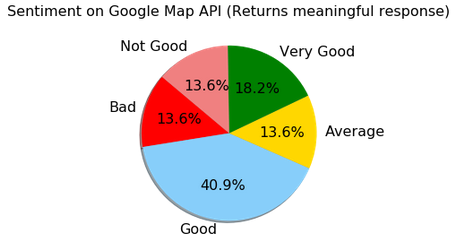 Sentiment on Google Map API (Returns meaningful response)
Not Good
Very Good
13.6%
18.2%
Bad
13.6%
13.6%
Average
40.9%
Good